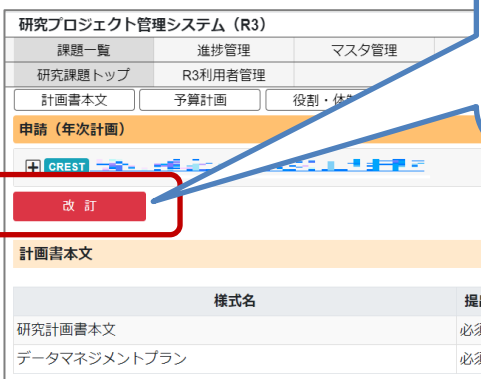 研究プロジェクト管理システム（R3）
課題一覧 進捗管理 マスタ管理
研究課題トップ R3利用者管理
計画書本文 予算計画 役割・体
申請（年次計画）
CREST
改 訂
計画書本文
様式名
研究計画書本文 必須
データマネジメントプラン 必須